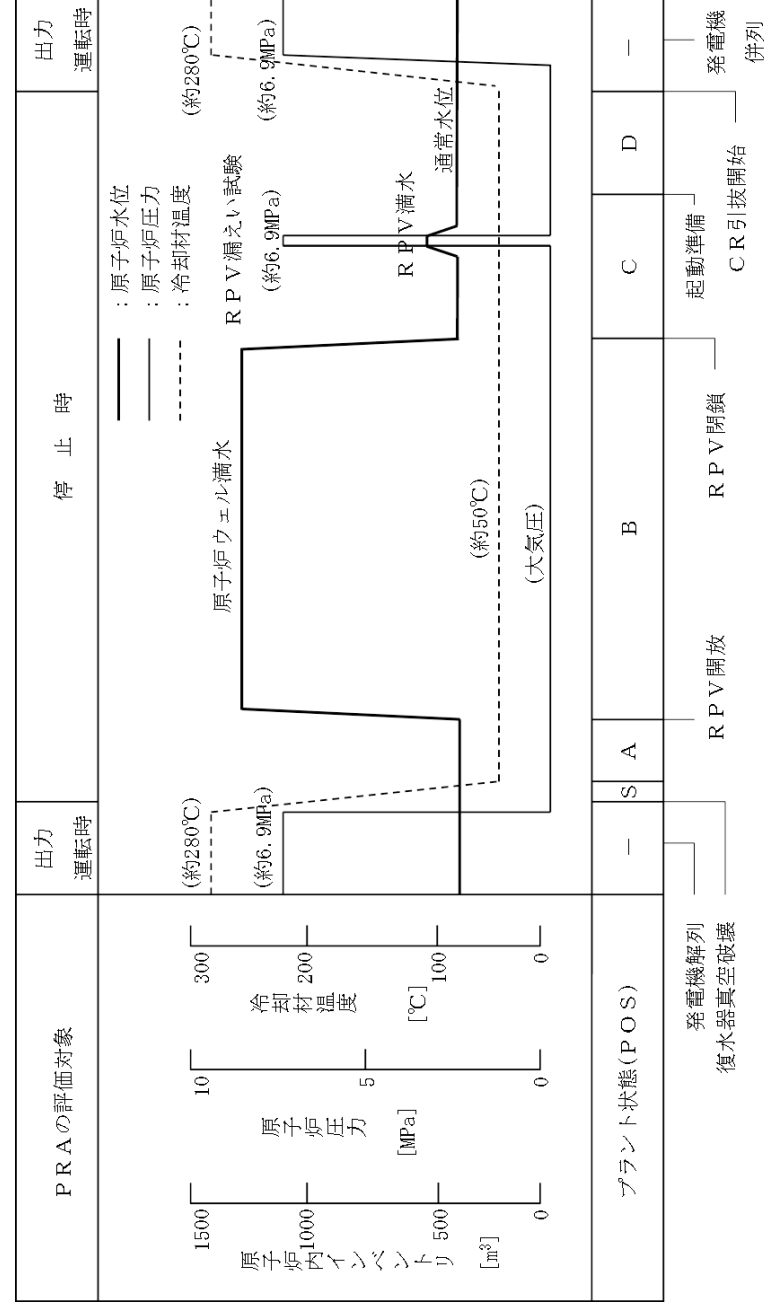 PRAの評価対象
出力
運転時
停 止 時
出力
運転時
1500
1000
500
0
原子炉内インベントリ
[m³]
10
5
0
原子炉圧力
[MPa]
300
200
100
0
冷却材温度
[℃]
(約280℃)
(約6.9MPa)
原子炉ウェル満水
(約50℃)
(大気圧)
：原子炉水位
：原子炉圧力
：冷却材温度
RPV漏えい試験
(約6.9MPa)
RPV満水
通常水位
(約280℃)
(約6.9MPa)
プラント状態(POS)
－
S
A
B
C
D
－
発電機解列
復水器真空破壊
RPV開放
RPV閉鎖
起動準備
CR引抜開始
発電機
併列